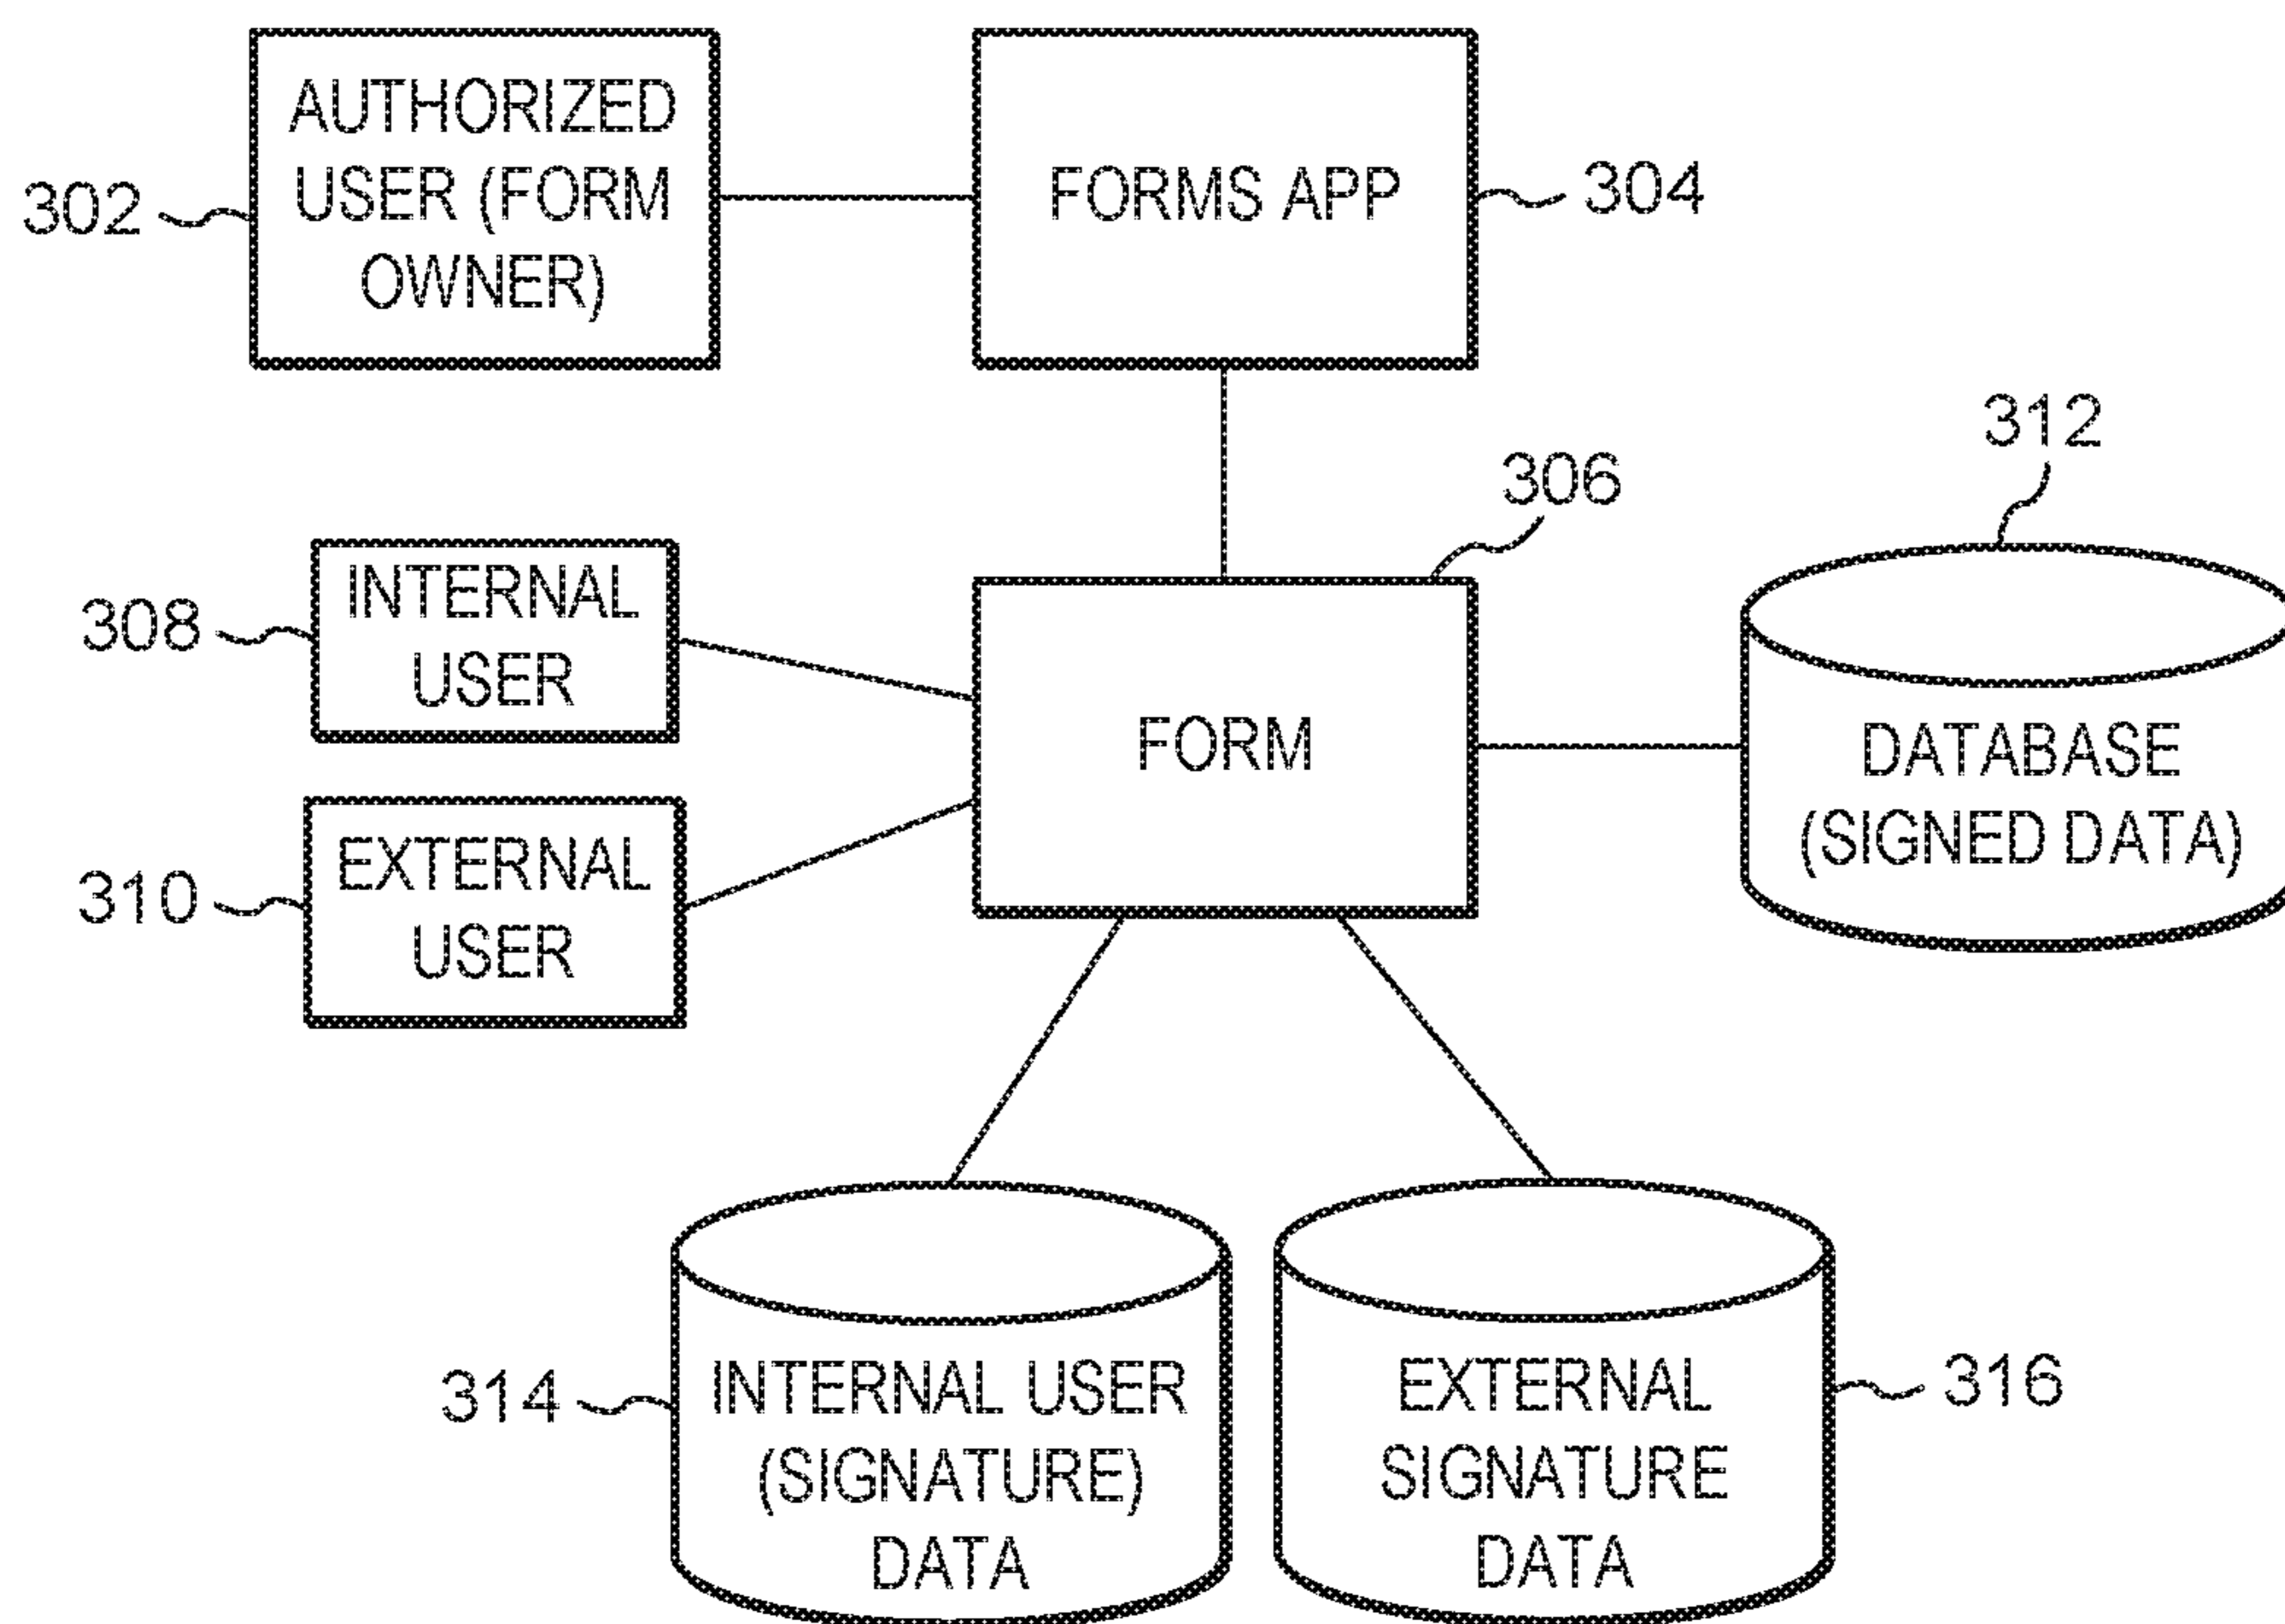 AUTHORIZED
USER (FORM
OWNER)
302
FORMS APP
304
312
306
INTERNAL
USER
308
FORM
DATABASE
(SIGNED DATA)
EXTERNAL
USER
310
INTERNAL USER
(SIGNATURE)
DATA
314
EXTERNAL
SIGNATURE
DATA
316